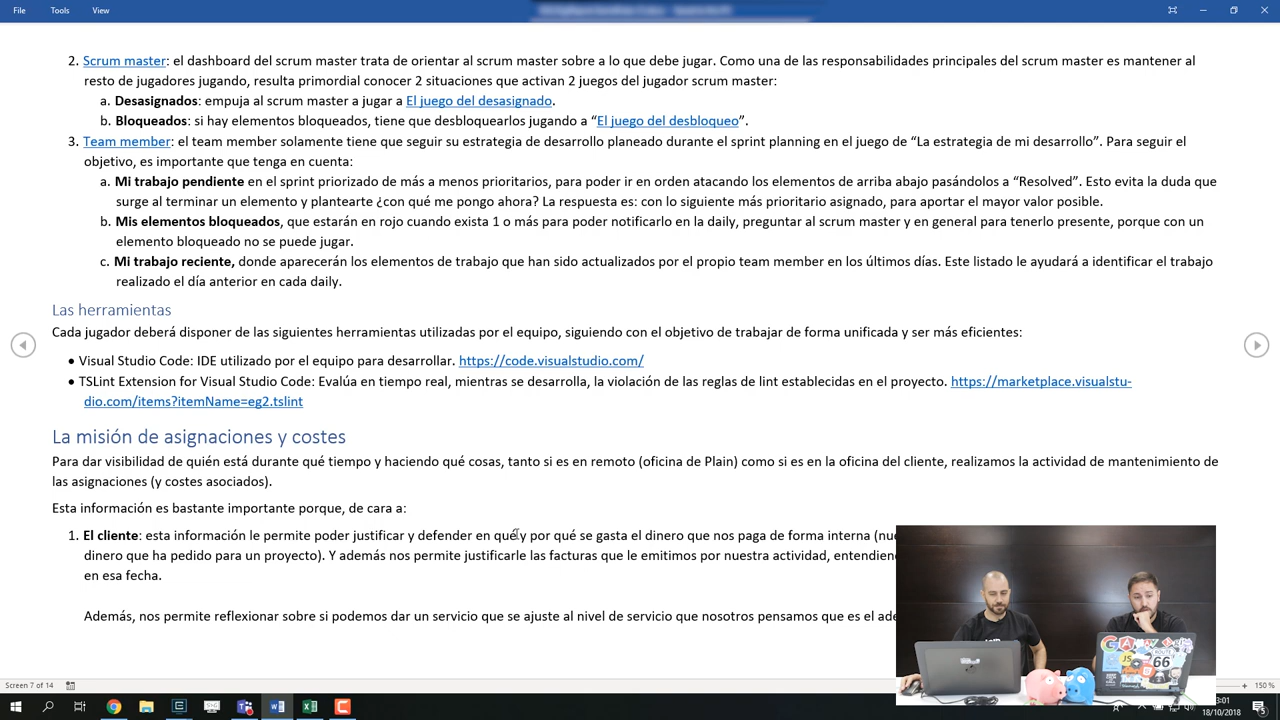 File Tools View
2. Scrum master: el dashboard del scrum master trata de orientar al scrum master sobre a lo que debe jugar. Como una de las responsabilidades principales del scrum master es mantener al
resto de jugadores jugando, resulta primordial conocer 2 situaciones que activan 2 juegos del jugador scrum master:
a. Desasignados: empuja al scrum master a jugar a El juego del desasignado.
b. Bloqueados: si hay elementos bloqueados, tiene que desbloquearlos jugando a “El juego del desbloqueo”.
3. Team member: el team member solamente tiene que seguir su estrategia de desarrollo planeado durante el sprint planning en el juego de “La estrategia de mi desarrollo”. Para seguir el
objetivo, es importante que tenga en cuenta:
a. Mi trabajo pendiente en el sprint priorizado de más a menos prioritarios, para poder ir en orden atacando los elementos de arriba abajo pasándolos a “Resolved”. Esto evita la duda que
surge al terminar un elemento y plantearte ¿con qué me pongo ahora? La respuesta es: con lo siguiente más prioritario asignado, para aportar el mayor valor posible.
b. Mis elementos bloqueados, que estarán en rojo cuando exista 1 o más para poder notificarlo en la daily, preguntar al scrum master y en general para tenerlo presente, porque con un
elemento bloqueado no se puede jugar.
c. Mi trabajo reciente, donde aparecerán los elementos de trabajo que han sido actualizados por el propio team member en los últimos días. Este listado le ayudará a identificar el trabajo
realizado el día anterior en cada daily.
Las herramientas
Cada jugador deberá disponer de las siguientes herramientas utilizadas por el equipo, siguiendo con el objetivo de trabajar de forma unificada y ser más eficientes:
• Visual Studio Code: IDE utilizado por el equipo para desarrollar. https://code.visualstudio.com/
• TSLint Extension for Visual Studio Code: Evalúa en tiempo real, mientras se desarrolla, la violación de las reglas de lint establecidas en el proyecto. https://marketplace.visualstu-
dio.com/items?itemName=eg2.tslint
La misión de asignaciones y costes
Para dar visibilidad de quién está durante qué tiempo y haciendo qué cosas, tanto si es en remoto (oficina de Plain) como si es en la oficina del cliente, realizamos la actividad de mantenimiento de
las asignaciones (y costes asociados).
Esta información es bastante importante porque, de cara a:
1. El cliente: esta información le permite poder justificar y defender en qué y por qué se gasta el dinero que nos paga de forma interna
dinero que ha pedido para un proyecto). Y además nos permite justificarle las facturas que le emitimos por nuestra actividad,
en esa fecha.
Además, nos permite reflexionar sobre si podemos dar un servicio que se ajuste al nivel de servicio que nosotros pensamos que es el
JS
ROUTE
66
Screen 7 of 14
150 %
18/10/2018